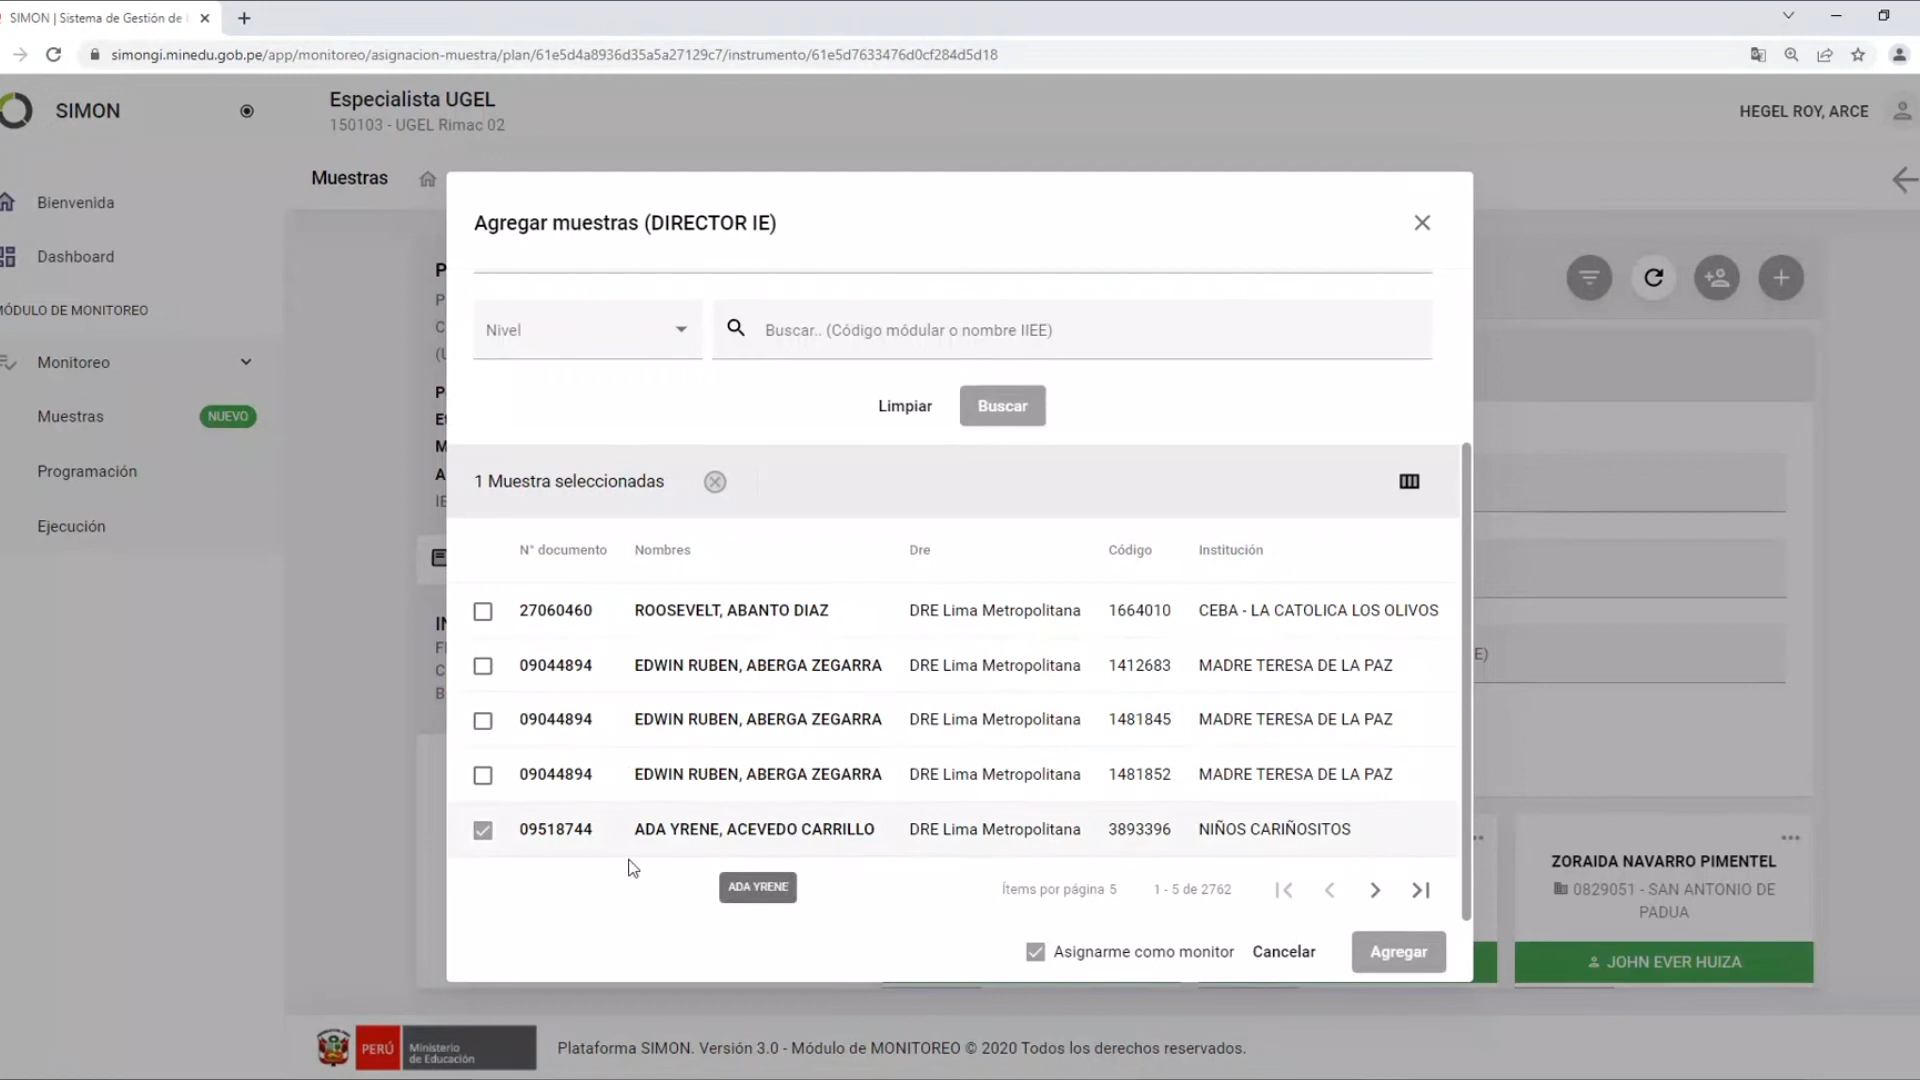 SIMON | Sistema de Gestión de
simongi.minedu.gob.pe/app/monitoreo/asignacion-muestra/plan/61e5d4a8936d35a5a27129c7/instrumento/61e5d7633476d0cf284d5d18
SIMON
Especialista UGEL
150103 - UGEL Rimac 02
HEGEL ROY, ARCE
Muestras
Bienvenida
Dashboard
MÓDULO DE MONITOREO
Monitoreo
Muestras
NUEVO
Programación
Ejecución
Agregar muestras (DIRECTOR IE)
Nivel
Buscar.. (Código módular o nombre IIEE)
Limpiar
Buscar
1 Muestra seleccionadas
N° documento Nombres Dre Código Institución
27060460 ROOSEVELT, ABANTO DIAZ DRE Lima Metropolitana 1664010 CEBA - LA CATOLICA LOS OLIVOS
09044894 EDWIN RUBEN, ABERGA ZEGARRA DRE Lima Metropolitana 1412683 MADRE TERESA DE LA PAZ
09044894 EDWIN RUBEN, ABERGA ZEGARRA DRE Lima Metropolitana 1481845 MADRE TERESA DE LA PAZ
09044894 EDWIN RUBEN, ABERGA ZEGARRA DRE Lima Metropolitana 1481852 MADRE TERESA DE LA PAZ
09518744 ADA YRENE, ACEVEDO CARRILLO DRE Lima Metropolitana 3893396 NIÑOS CARIÑOSITOS
ADA YRENE
Ítems por página 5 1 - 5 de 2762
Asignarme como monitor Cancelar Agregar
ZORAIDA NAVARRO PIMENTEL
0829051 - SAN ANTONIO DE
PADUA
JOHN EVER HUIZA
PERÚ
Ministerio
de Educación
Plataforma SIMON. Versión 3.0 - Módulo de MONITOREO © 2020 Todos los derechos reservados.